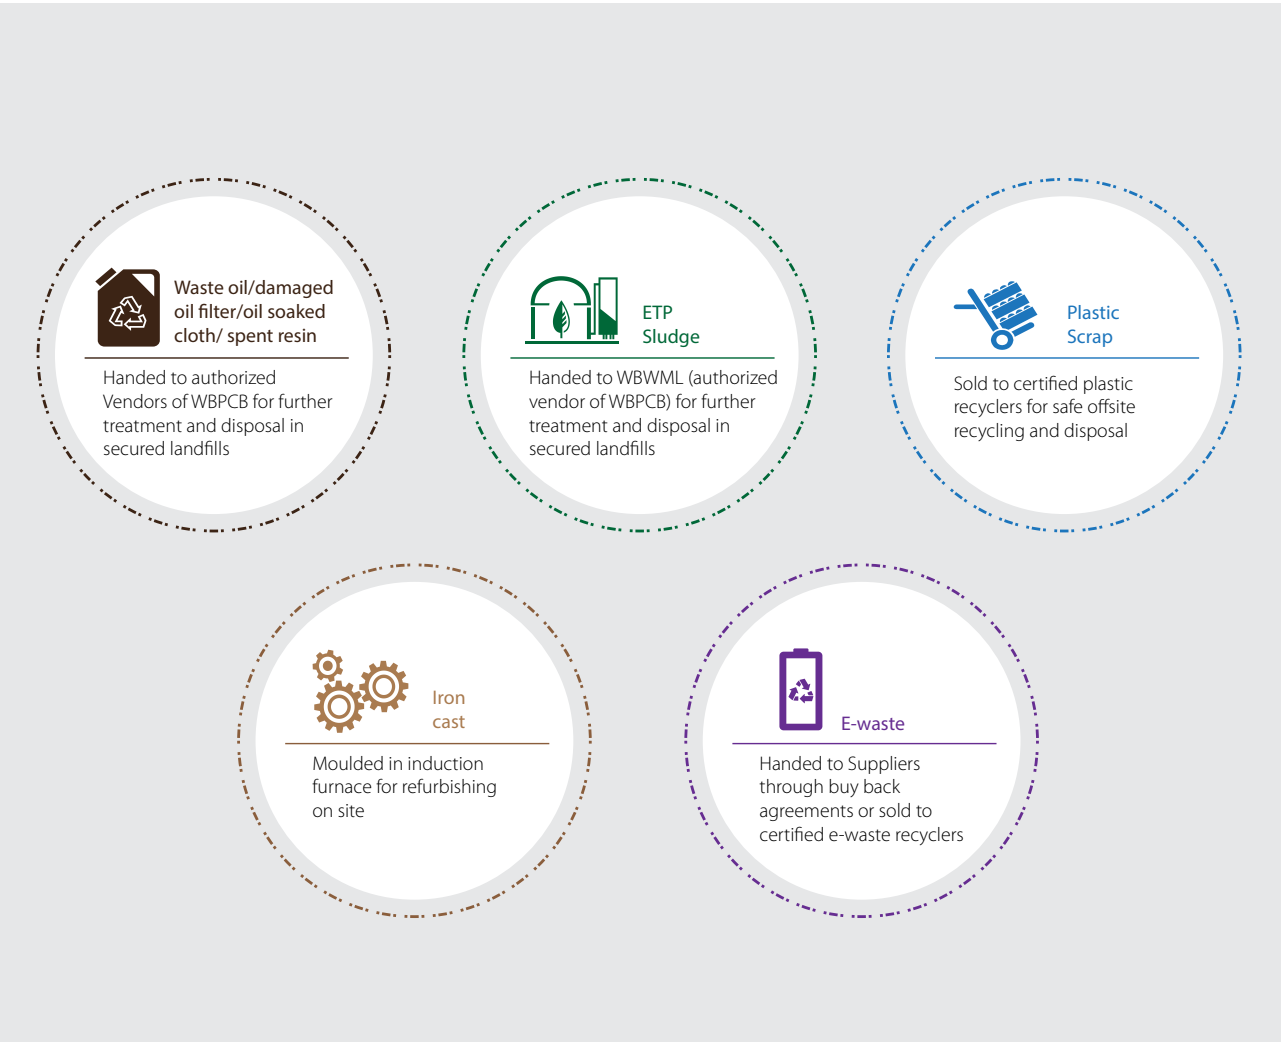 Waste oil/damaged
oil filter/oil soaked
cloth/ spent resin
Handed to authorized
Vendors of WBPCB for further
treatment and disposal in
secured landfills
ETP
Sludge
Handed to WBWML (authorized
vendor of WBPCB) for further
treatment and disposal in
secured landfills
Plastic
Scrap
Sold to certified plastic
recyclers for safe offsite
recycling and disposal
Iron
cast
Moulded in induction
furnace for refurbishing
on site
E-waste
Handed to Suppliers
through buy back
agreements or sold to
certified e-waste recyclers